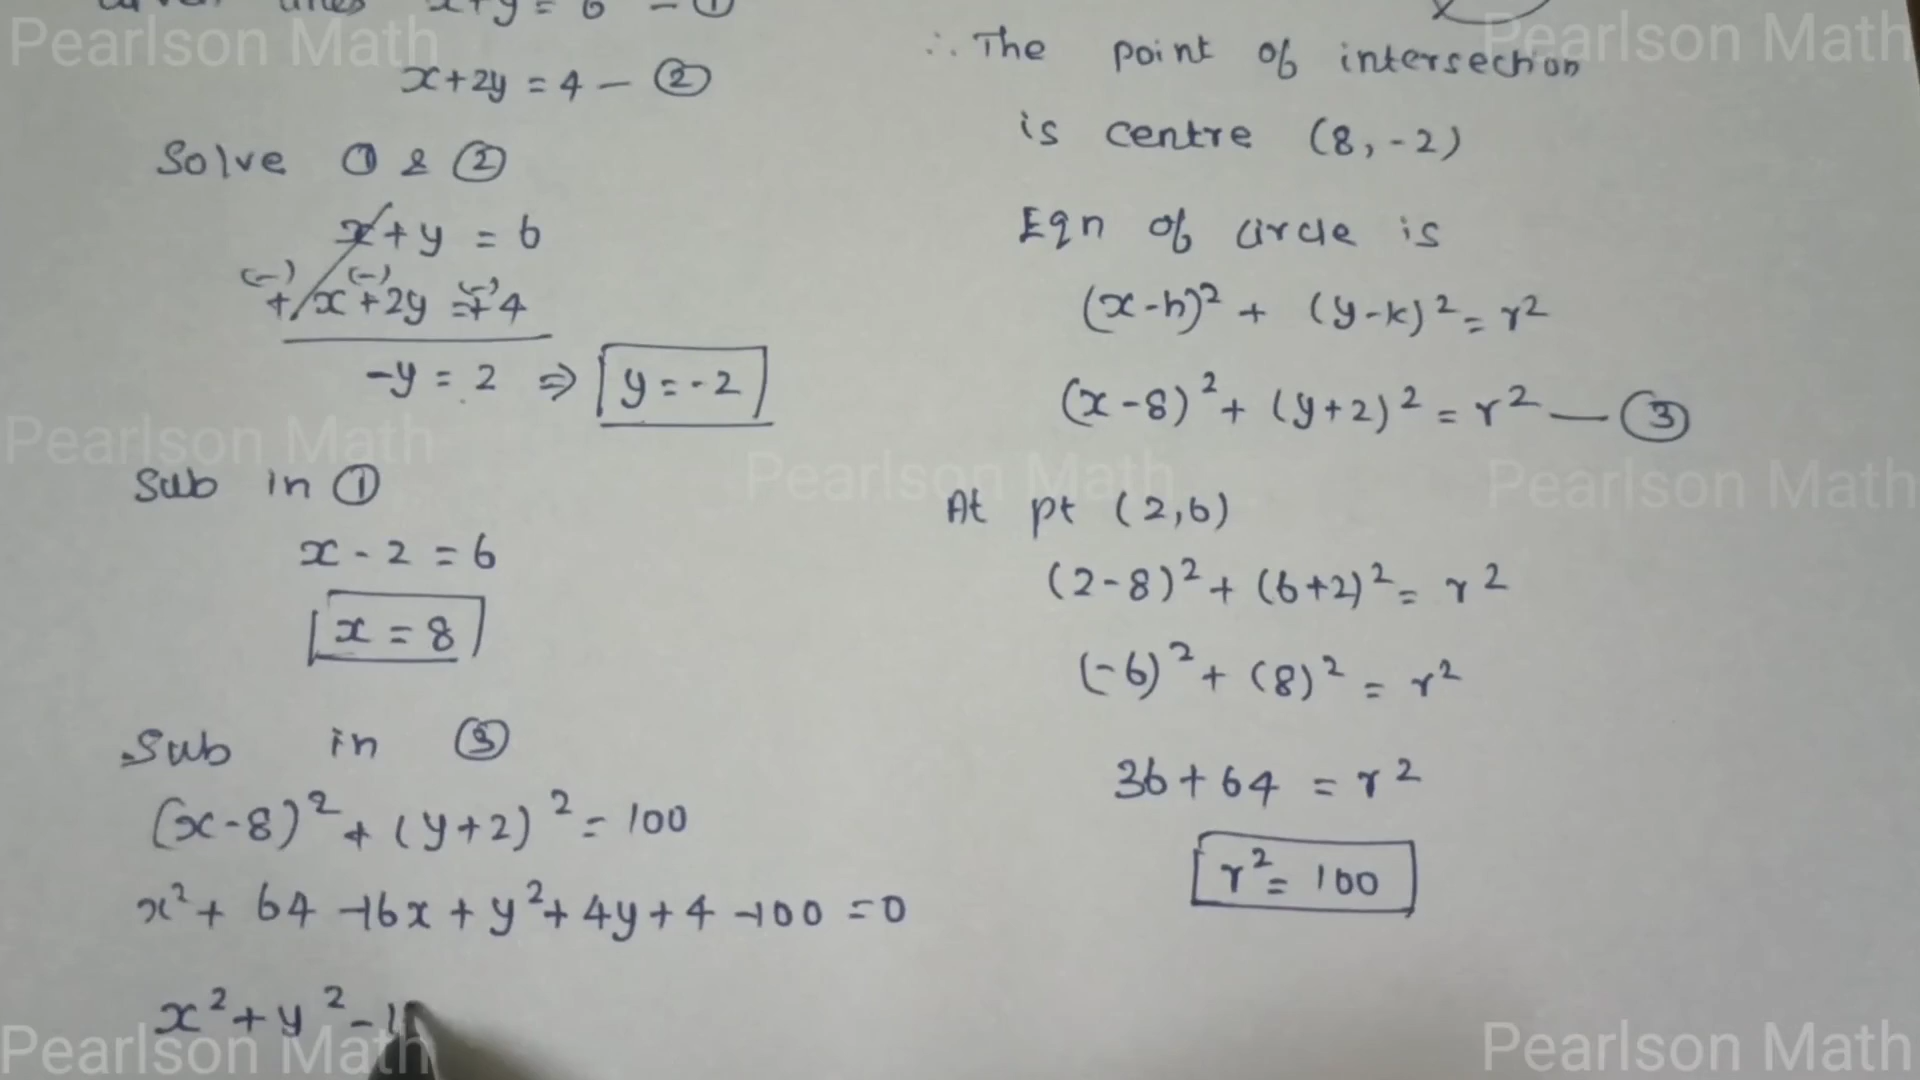 lines x+y = 6 - ①
x+2y = 4 - ②
Solve ① & ②
x+y = 6
(-) (-) (-)
+ x+2y = +4
-y = 2 ⇒ y = -2
Sub in ①
x - 2 = 6
x = 8
Sub in ③
(x-8)² + (y+2)² = 100
x² + 64 -16x + y² + 4y + 4 -100 = 0
x² + y² - 1
∴ The point of intersection
is centre (8, -2)
Eqn of circle is
(x-h)² + (y-k)² = r²
(x-8)² + (y+2)² = r² — ③
At pt (2,6)
(2-8)² + (6+2)² = r²
(-6)² + (8)² = r²
36 + 64 = r²
r² = 100
Pearlson Math
Pearlson Math
Pearlson Math
Pearlson Math
Pearlson Math
Pearlson Math
Pearlson Math